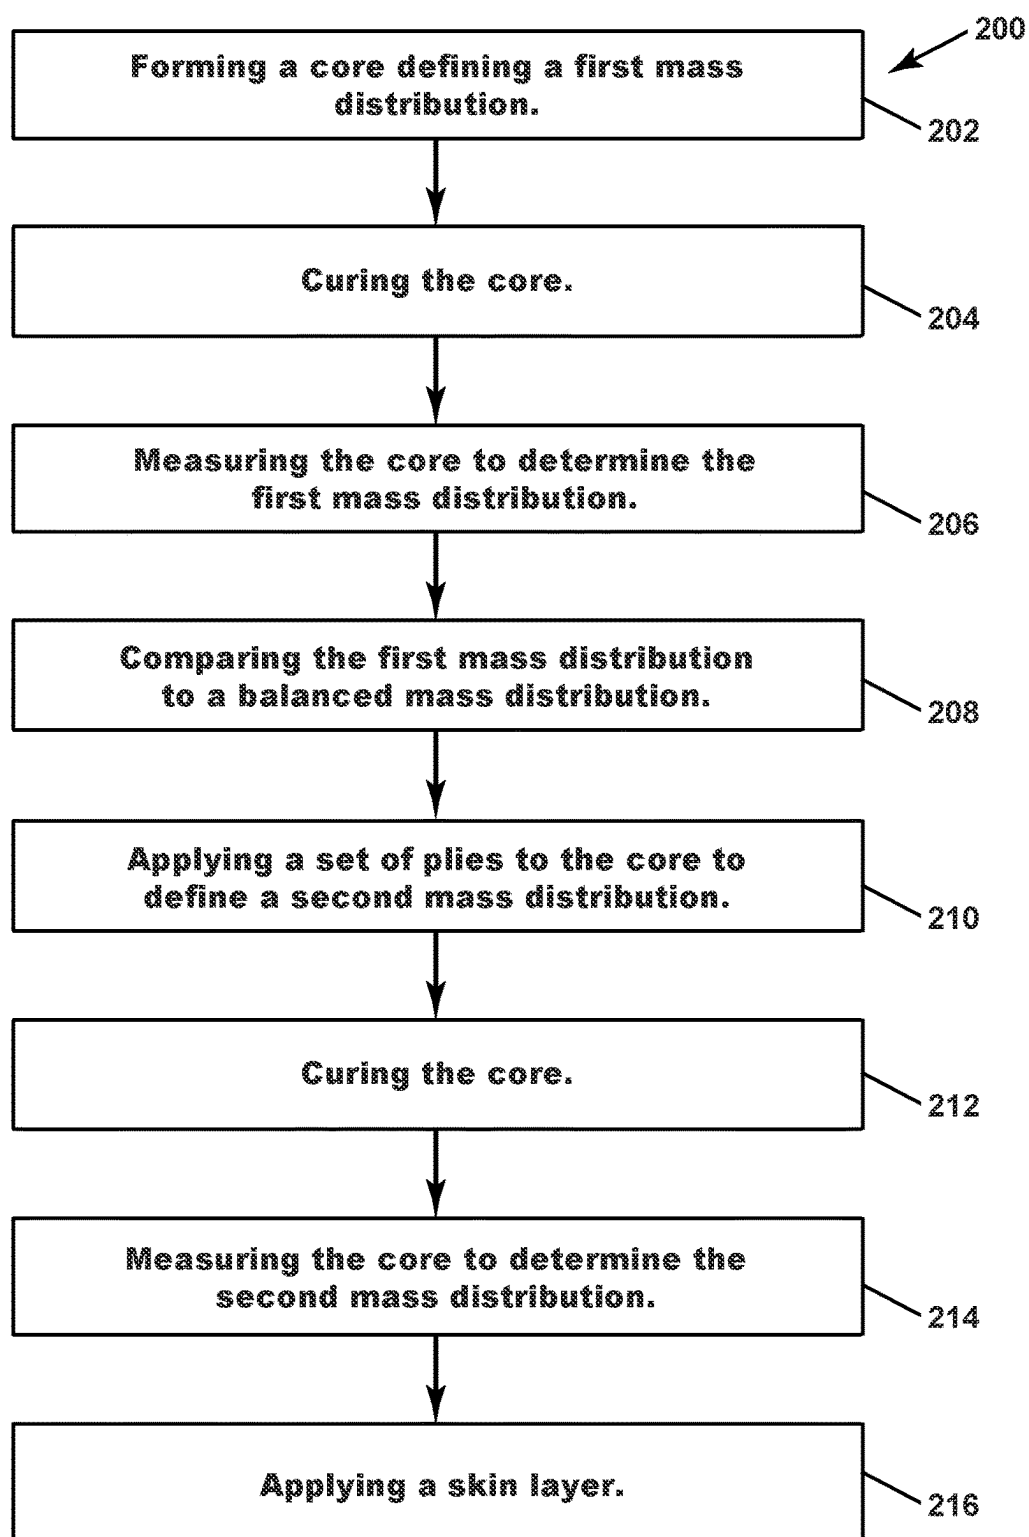 200
Forming a core defining a first mass
distribution.
202
Curing the core.
204
Measuring the core to determine the
first mass distribution.
206
Comparing the first mass distribution
to a balanced mass distribution.
208
Applying a set of plies to the core to
define a second mass distribution.
210
Curing the core.
212
Measuring the core to determine the
second mass distribution.
214
Applying a skin layer.
216